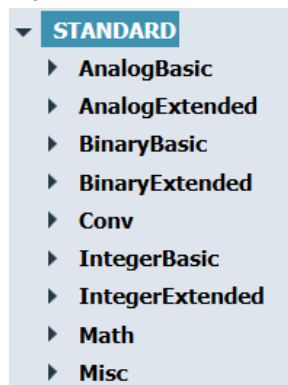 STANDARD
AnalogBasic
AnalogExtended
BinaryBasic
BinaryExtended
Conv
IntegerBasic
IntegerExtended
Math
Misc